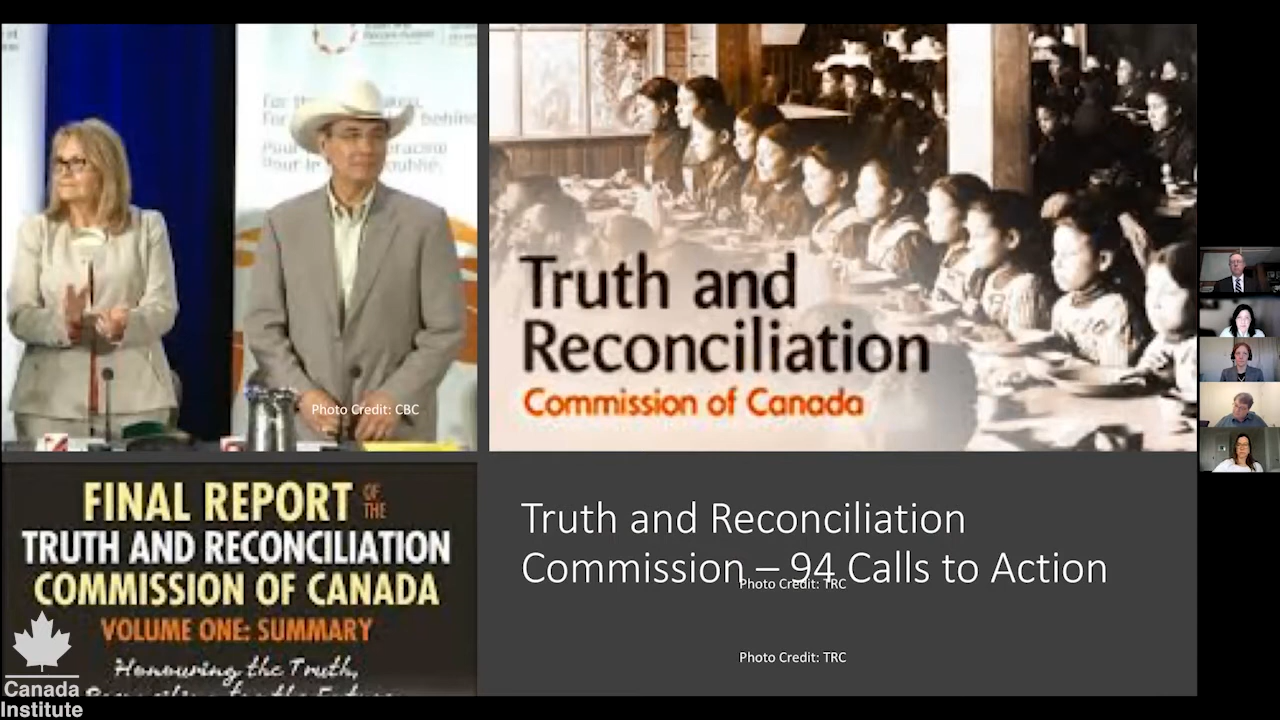 Photo Credit: CBC
Truth and
Reconciliation
Commission of Canada
FINAL REPORT OF THE
TRUTH AND RECONCILIATION
COMMISSION OF CANADA
VOLUME ONE: SUMMARY
Honouring the Truth,
Truth and Reconciliation
Commission – 94 Calls to Action
Photo Credit: TRC
Photo Credit: TRC
Canada
Institute